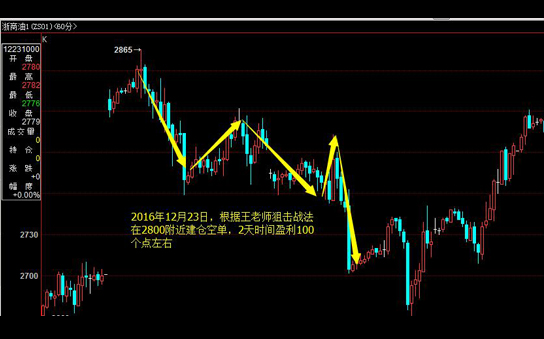 浙商油1(ZS01)<60分>
K
12231000
开 盘
2780
最 高
2782
最 低
2776
收 盘
2779
成交量
0
持 仓
0
涨 跌
+0
幅 度
+0.00%
2865→
2016年12月23日，根据王老师狙击战法
在2800附近建仓空单，2天时间盈利100
个点左右
2730
2700